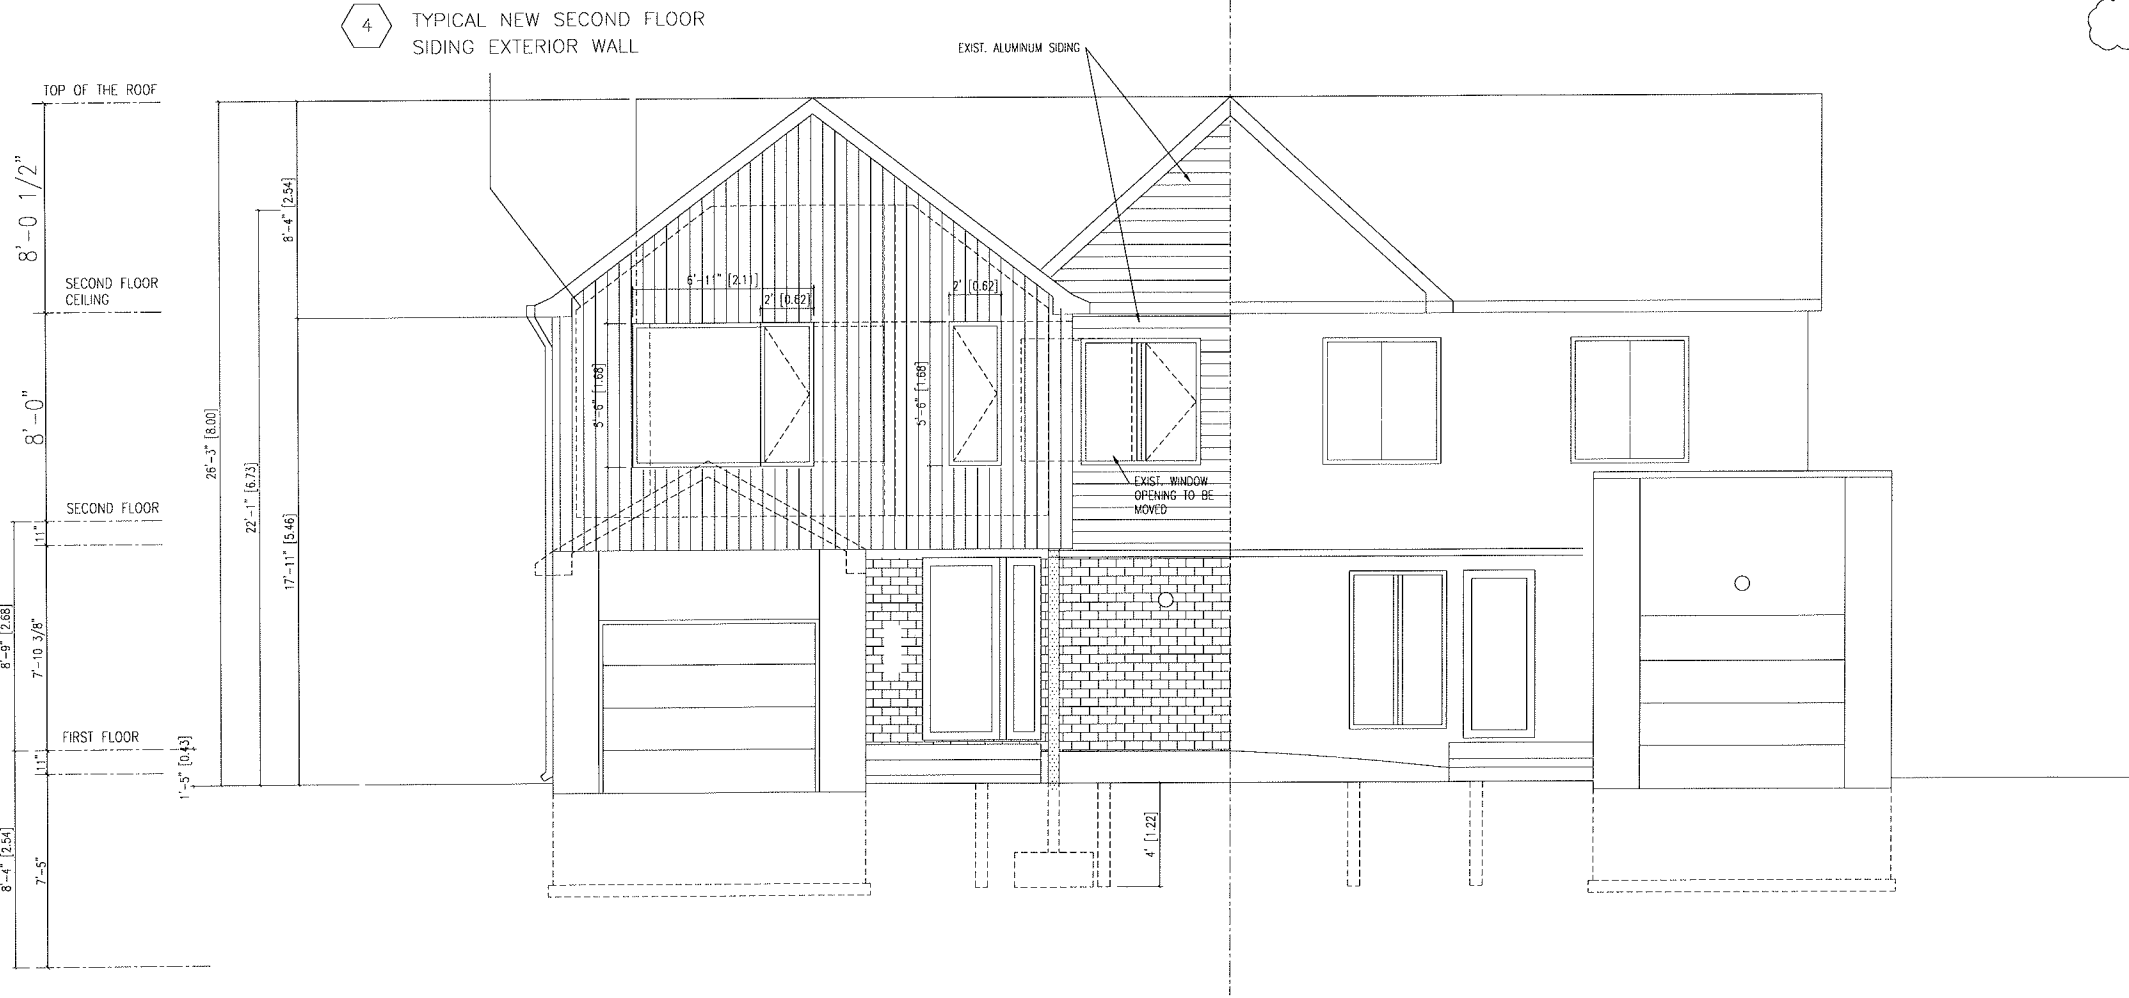 4
TYPICAL NEW SECOND FLOOR
SIDING EXTERIOR WALL
EXIST. ALUMINUM SIDING
TOP OF THE ROOF
8'-0 1/2"
8'-4" [2.54]
SECOND FLOOR
CEILING
6'-11" [2.11]
2' [0.62]
2' [0.62]
8'-0"
5'-6" [1.68]
5'-6" [1.68]
26'-3" [8.00]
22'-1" [6.73]
17'-11" [5.46]
EXIST. WINDOW
OPENING TO BE
MOVED
SECOND FLOOR
11"
8'-9" [2.68]
7'-10 3/8"
FIRST FLOOR
11"
1'-5" [0.43]
4' [1.22]
8'-4" [2.54]
7'-5"